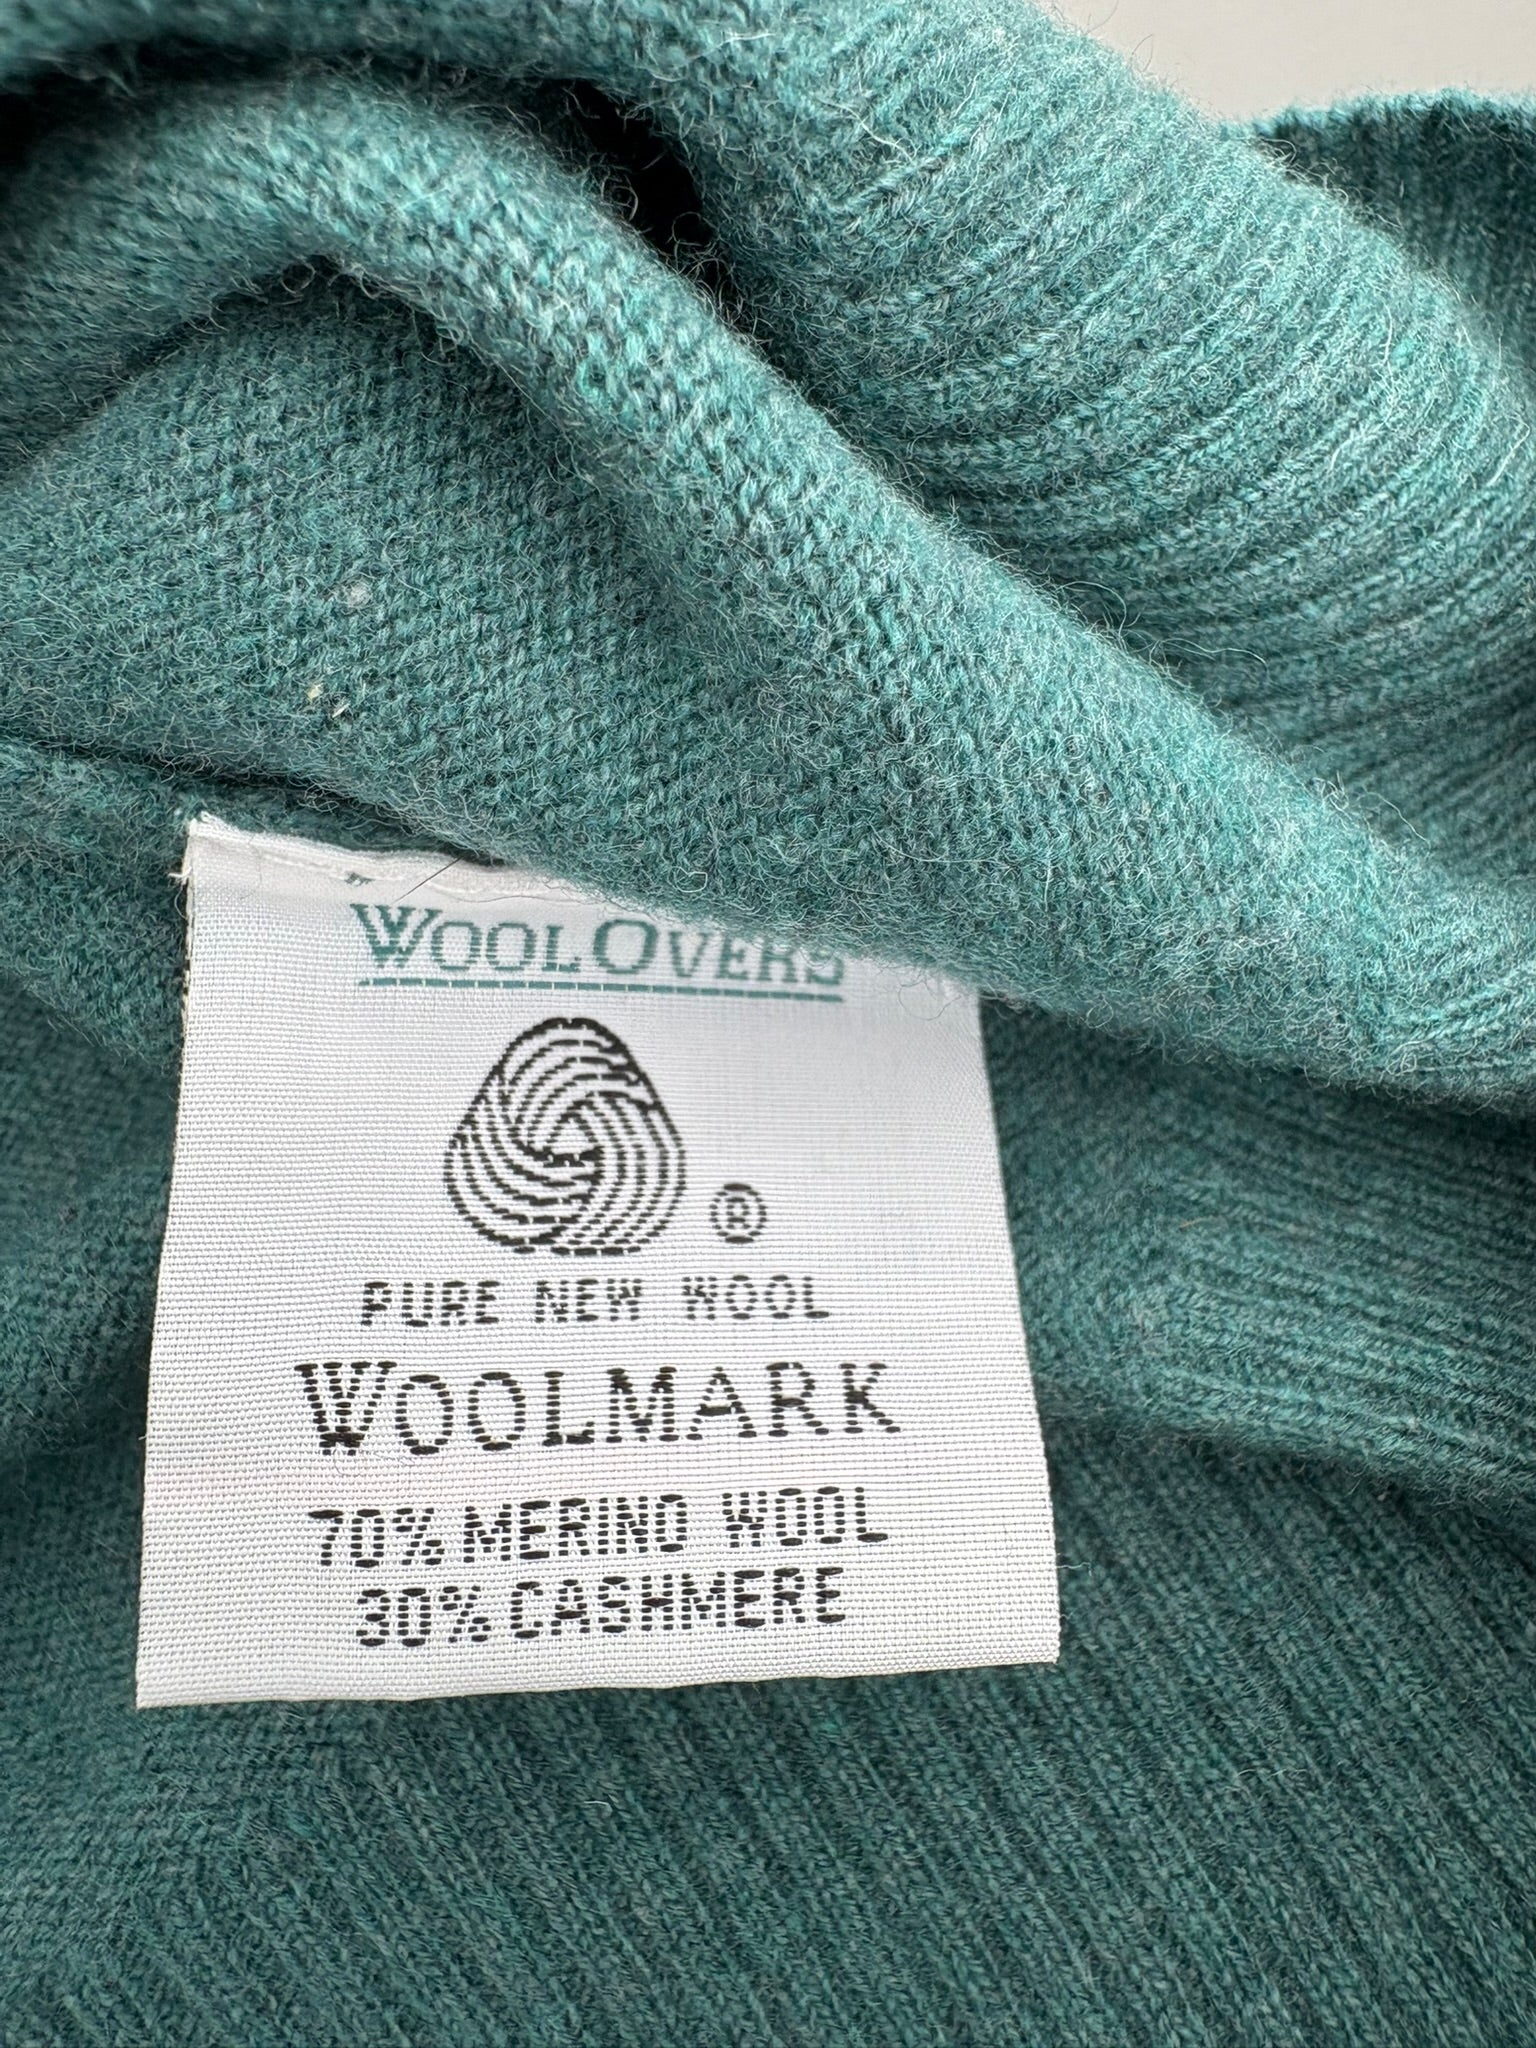 WOOLOVERS
®
PURE NEW WOOL
WOOLMARK
70% MERINO WOOL
30% CASHMERE